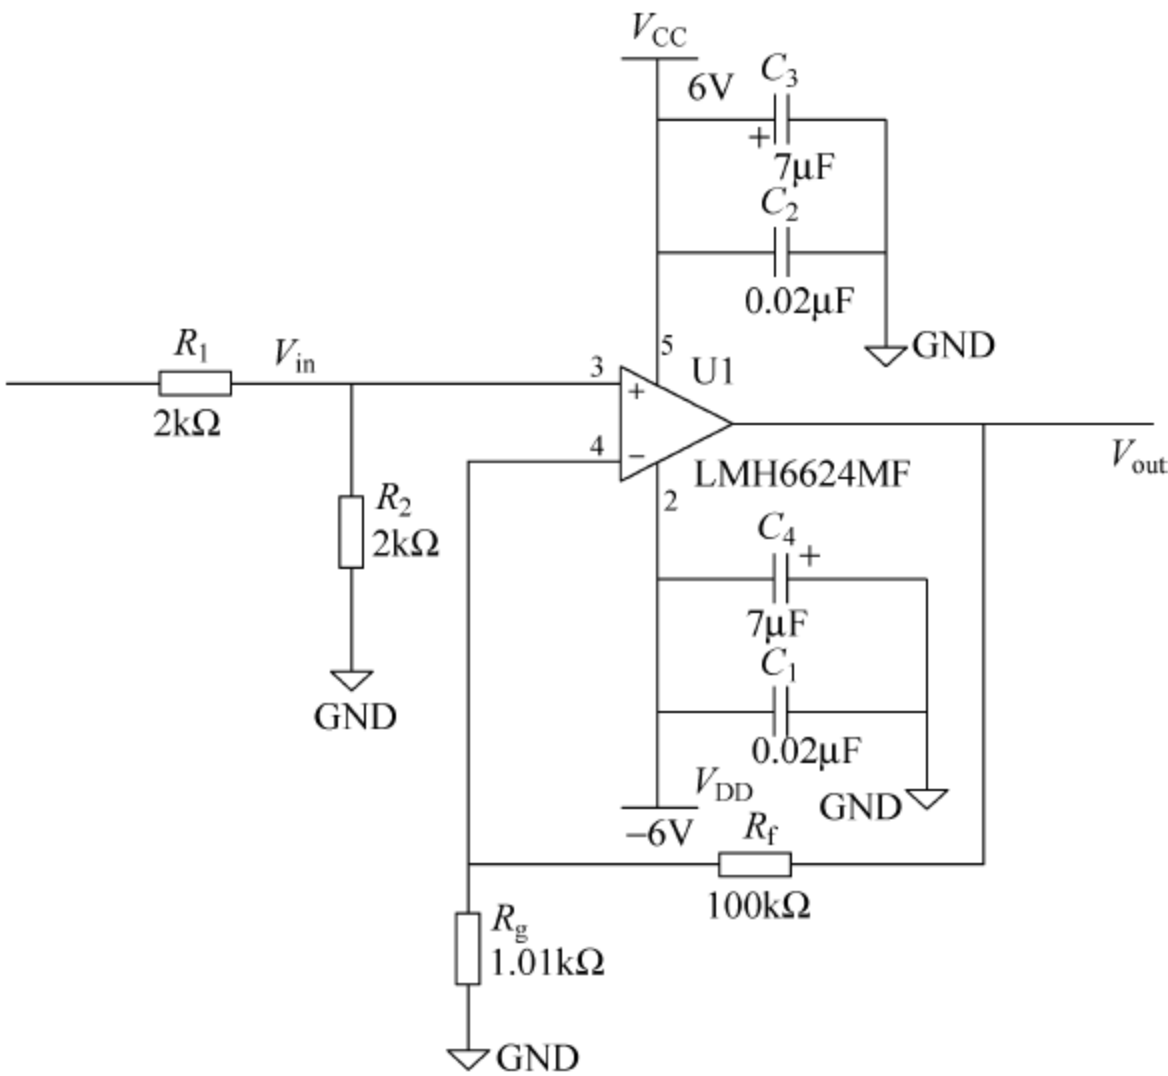 V_CC
6V
C_3
+
7μF
C_2
0.02μF
GND
R_1
2kΩ
V_in
3
5
U1
+
4
−
2
LMH6624MF
V_out
R_2
2kΩ
GND
C_4
+
7μF
C_1
0.02μF
V_DD
−6V
GND
R_f
100kΩ
R_g
1.01kΩ
GND